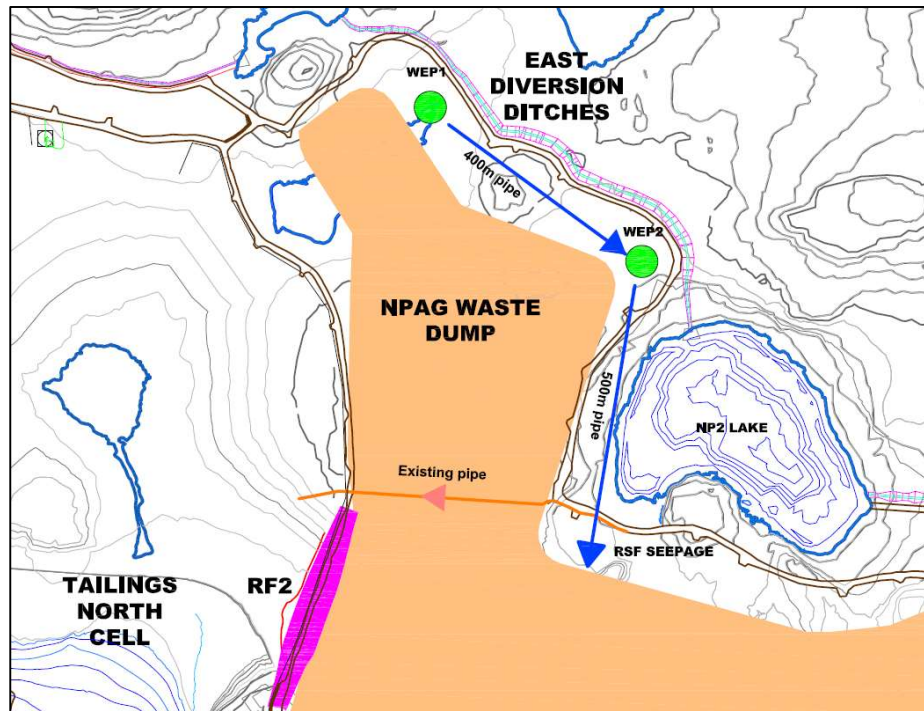 WEP1
EAST
DIVERSION
DITCHES
400m pipe
WEP2
NPAG WASTE
DUMP
500m pipe
NP2 LAKE
Existing pipe
RSF SEEPAGE
TAILINGS
NORTH
CELL
RF2